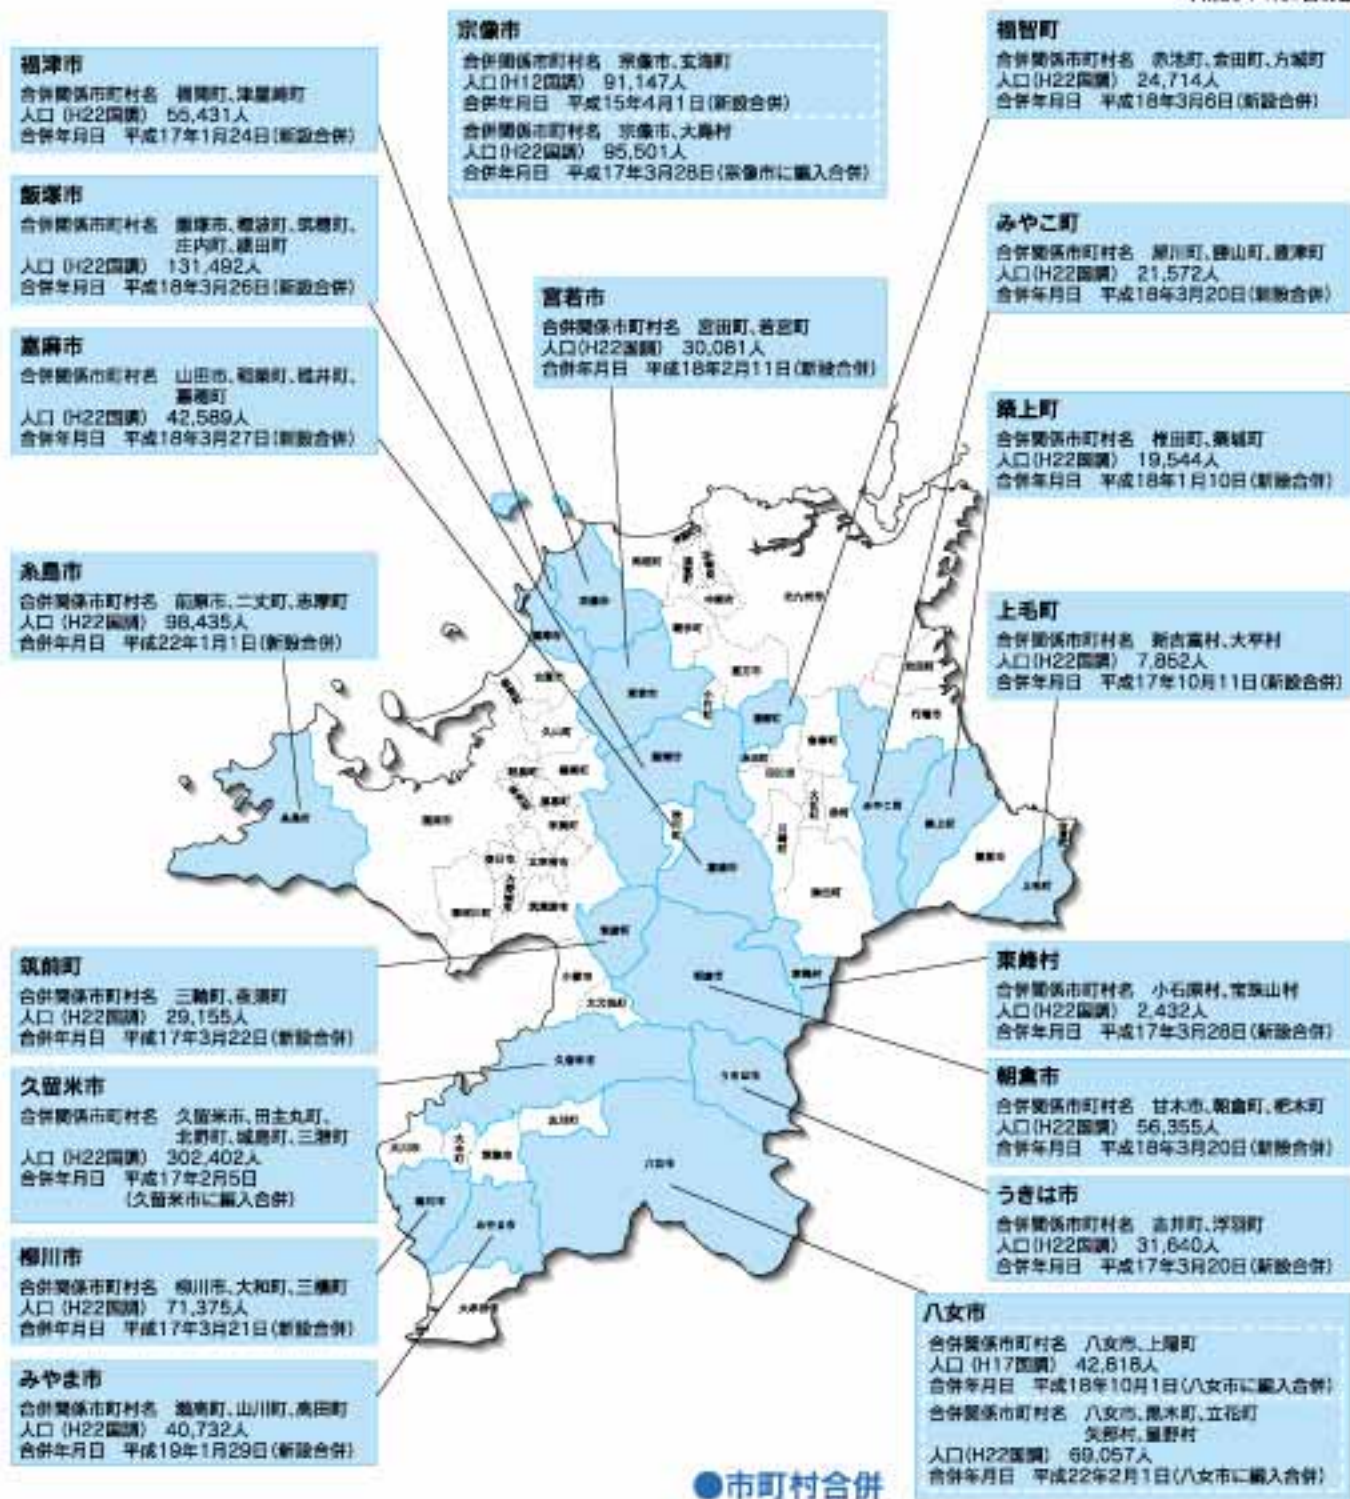 福津市
合併関係市町村名 福間町、津屋崎町
人口 (H22国調) 55,431人
合併年月日 平成17年1月24日(新設合併)
飯塚市
合併関係市町村名 飯塚市、穂波町、筑穂町、
庄内町、頴田町
人口 (H22国調) 131,492人
合併年月日 平成18年3月26日(新設合併)
嘉麻市
合併関係市町村名 山田市、稲築町、碓井町、
嘉穂町
人口 (H22国調) 42,589人
合併年月日 平成18年3月27日(新設合併)
糸島市
合併関係市町村名 前原市、二丈町、志摩町
人口 (H22国調) 98,435人
合併年月日 平成22年1月1日(新設合併)
筑前町
合併関係市町村名 三輪町、夜須町
人口 (H22国調) 29,155人
合併年月日 平成17年3月22日(新設合併)
久留米市
合併関係市町村名 久留米市、田主丸町、
北野町、城島町、三潴町
人口 (H22国調) 302,402人
合併年月日 平成17年2月5日
(久留米市に編入合併)
柳川市
合併関係市町村名 柳川市、大和町、三橋町
人口 (H22国調) 71,375人
合併年月日 平成17年3月21日(新設合併)
みやま市
合併関係市町村名 瀬高町、山川町、高田町
人口 (H22国調) 40,732人
合併年月日 平成19年1月29日(新設合併)
宗像市
合併関係市町村名 宗像市、玄海町
人口(H12国調) 91,147人
合併年月日 平成15年4月1日(新設合併)
合併関係市町村名 宗像市、大島村
人口(H22国調) 95,501人
合併年月日 平成17年3月28日(宗像市に編入合併)
宮若市
合併関係市町村名 宮田町、若宮町
人口(H22国調) 30,081人
合併年月日 平成18年2月11日(新設合併)
福智町
合併関係市町村名 赤池町、金田町、方城町
人口(H22国調) 24,714人
合併年月日 平成18年3月6日(新設合併)
みやこ町
合併関係市町村名 犀川町、勝山町、豊津町
人口(H22国調) 21,572人
合併年月日 平成18年3月20日(新設合併)
築上町
合併関係市町村名 椎田町、築城町
人口(H22国調) 19,544人
合併年月日 平成18年1月10日(新設合併)
上毛町
合併関係市町村名 新吉富村、大平村
人口(H22国調) 7,852人
合併年月日 平成17年10月11日(新設合併)
東峰村
合併関係市町村名 小石原村、宝珠山村
人口(H22国調) 2,432人
合併年月日 平成17年3月28日(新設合併)
朝倉市
合併関係市町村名 甘木市、朝倉町、杷木町
人口(H22国調) 56,355人
合併年月日 平成18年3月20日(新設合併)
うきは市
合併関係市町村名 吉井町、浮羽町
人口(H22国調) 31,640人
合併年月日 平成17年3月20日(新設合併)
八女市
合併関係市町村名 八女市、上陽町
人口 (H17国調) 42,818人
合併年月日 平成18年10月1日(八女市に編入合併)
合併関係市町村名 八女市、黒木町、立花町
矢部村、星野村
人口(H22国調) 69,057人
合併年月日 平成22年2月1日(八女市に編入合併)
宗像市
中間市
北九州市
直方市
久山町
行橋市
みやこ町
築上町
上毛町
糸島市
朝倉市
久留米市
うきは市
八女市
柳川市
みやま市
●市町村合併